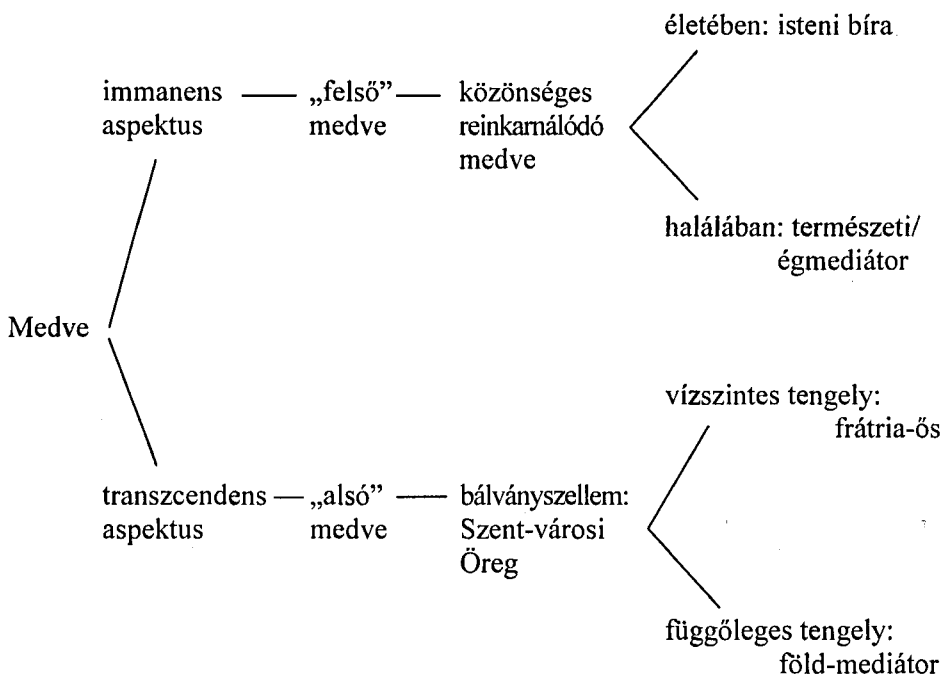 életében: isteni bíra
immanens
aspektus
„felső”
medve
közönséges
reinkarnálódó
medve
halálában: természeti/
égmediátor
Medve
vízszintes tengely:
frátria-ős
transzcendens
aspektus
„alsó”
medve
bálványszellem:
Szent-városi
Öreg
függőleges tengely:
föld-mediátor